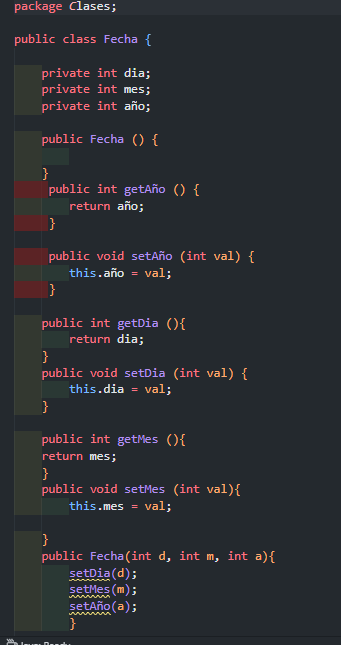 package Clases;
public class Fecha {
private int dia;
private int mes;
private int año;
public Fecha () {
}
public int getAño () {
return año;
}
public void setAño (int val) {
this.año = val;
}
public int getDia (){
return dia;
}
public void setDia (int val) {
this.dia = val;
}
public int getMes (){
return mes;
}
public void setMes (int val){
this.mes = val;
}
public Fecha(int d, int m, int a){
setDia(d);
setMes(m);
setAño(a);
}
Java: Ready